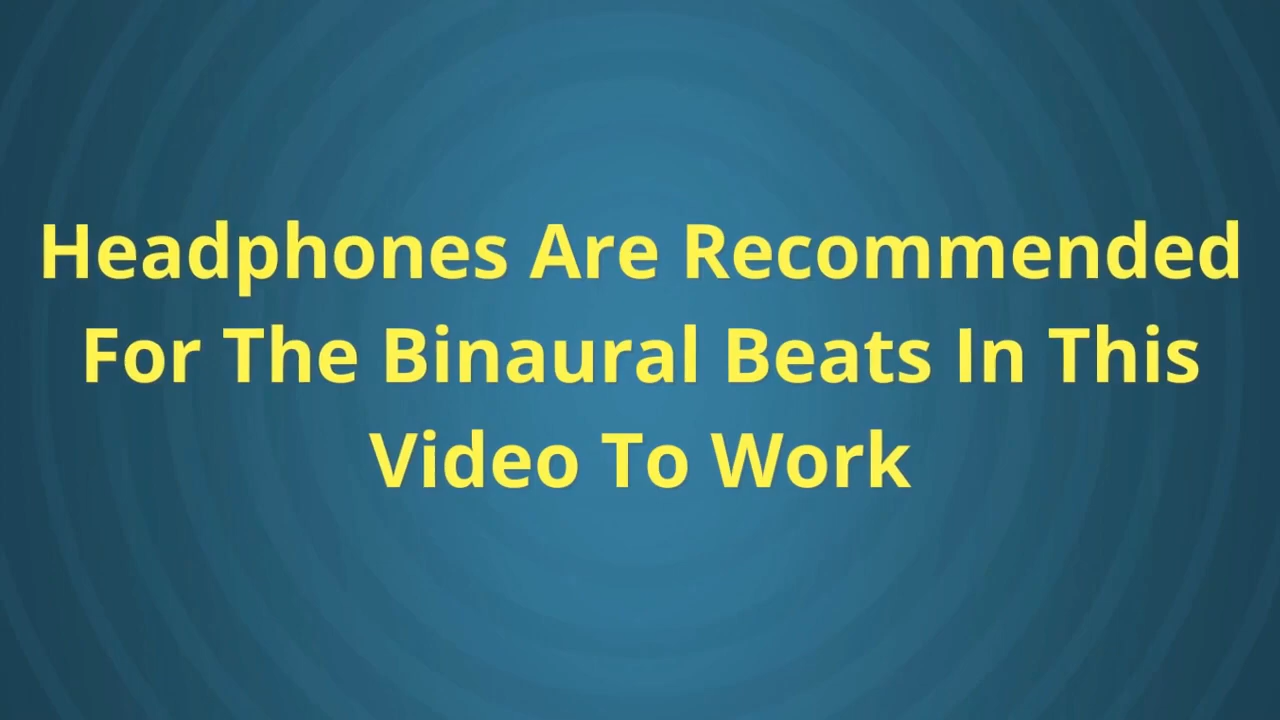 Headphones Are Recommended
For The Binaural Beats In This
Video To Work